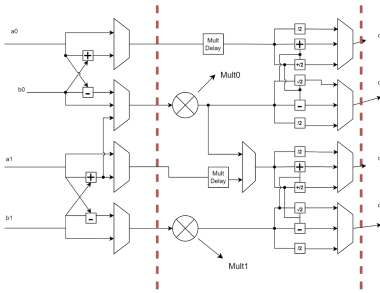 a0
b0
a1
b1
+
-
+
-
Mult
Delay
Mult0
Mult
Delay
Mult1
/2
+
+/2
-
/2
/2
+
+/2
-
/2